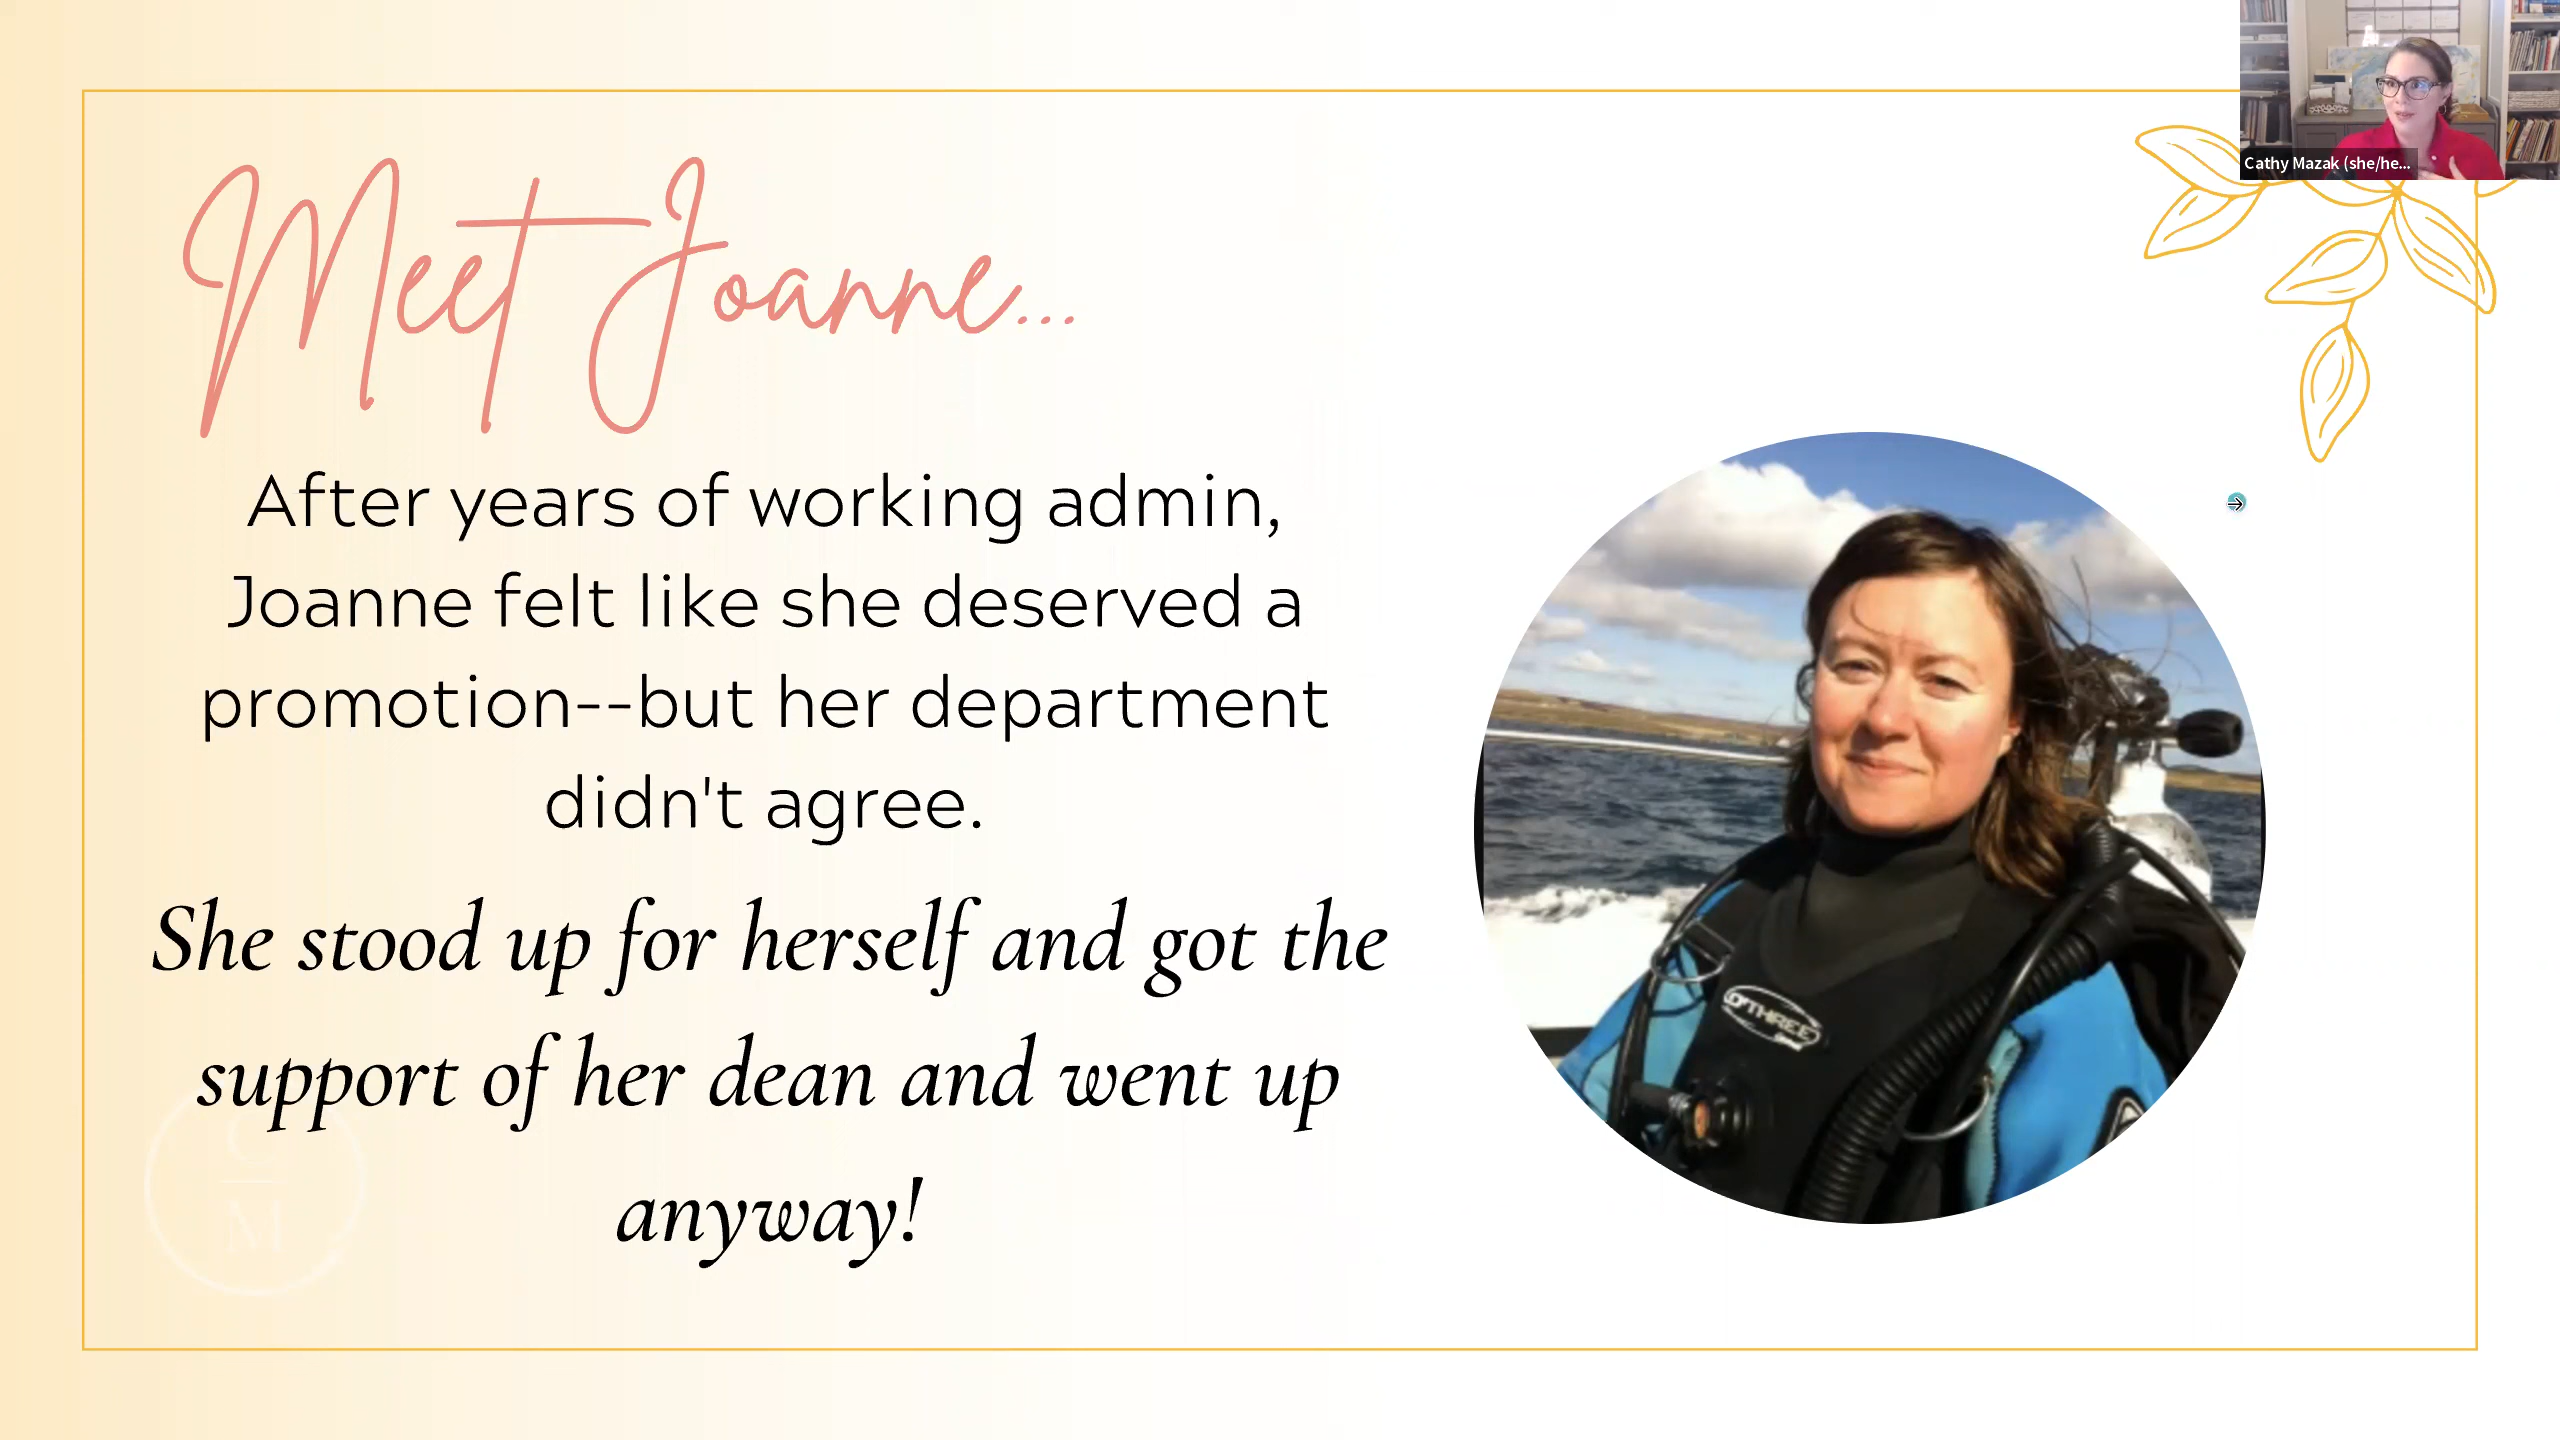 Cathy Mazak (she/he...
Meet Joanne...
After years of working admin,
Joanne felt like she deserved a
promotion--but her department
didn't agree.
She stood up for herself and got the
support of her dean and went up
anyway!
O'THREE
C
M